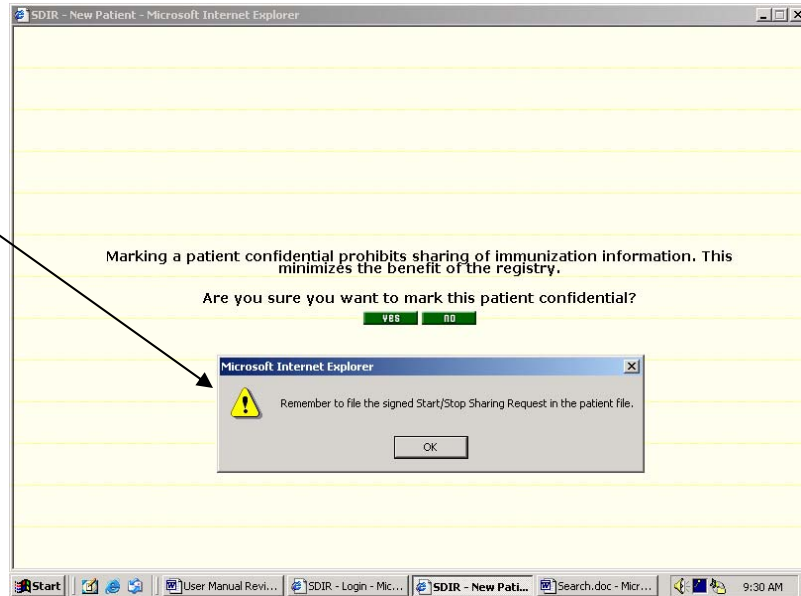 SDIR - New Patient - Microsoft Internet Explorer
Marking a patient confidential prohibits sharing of immunization information. This
minimizes the benefit of the registry.
Are you sure you want to mark this patient confidential?
yes no
Microsoft Internet Explorer
Remember to file the signed Start/Stop Sharing Request in the patient file.
OK
Start User Manual Revi... SDIR - Login - Mic... SDIR - New Pati... Search.doc - Micr... 9:30 AM